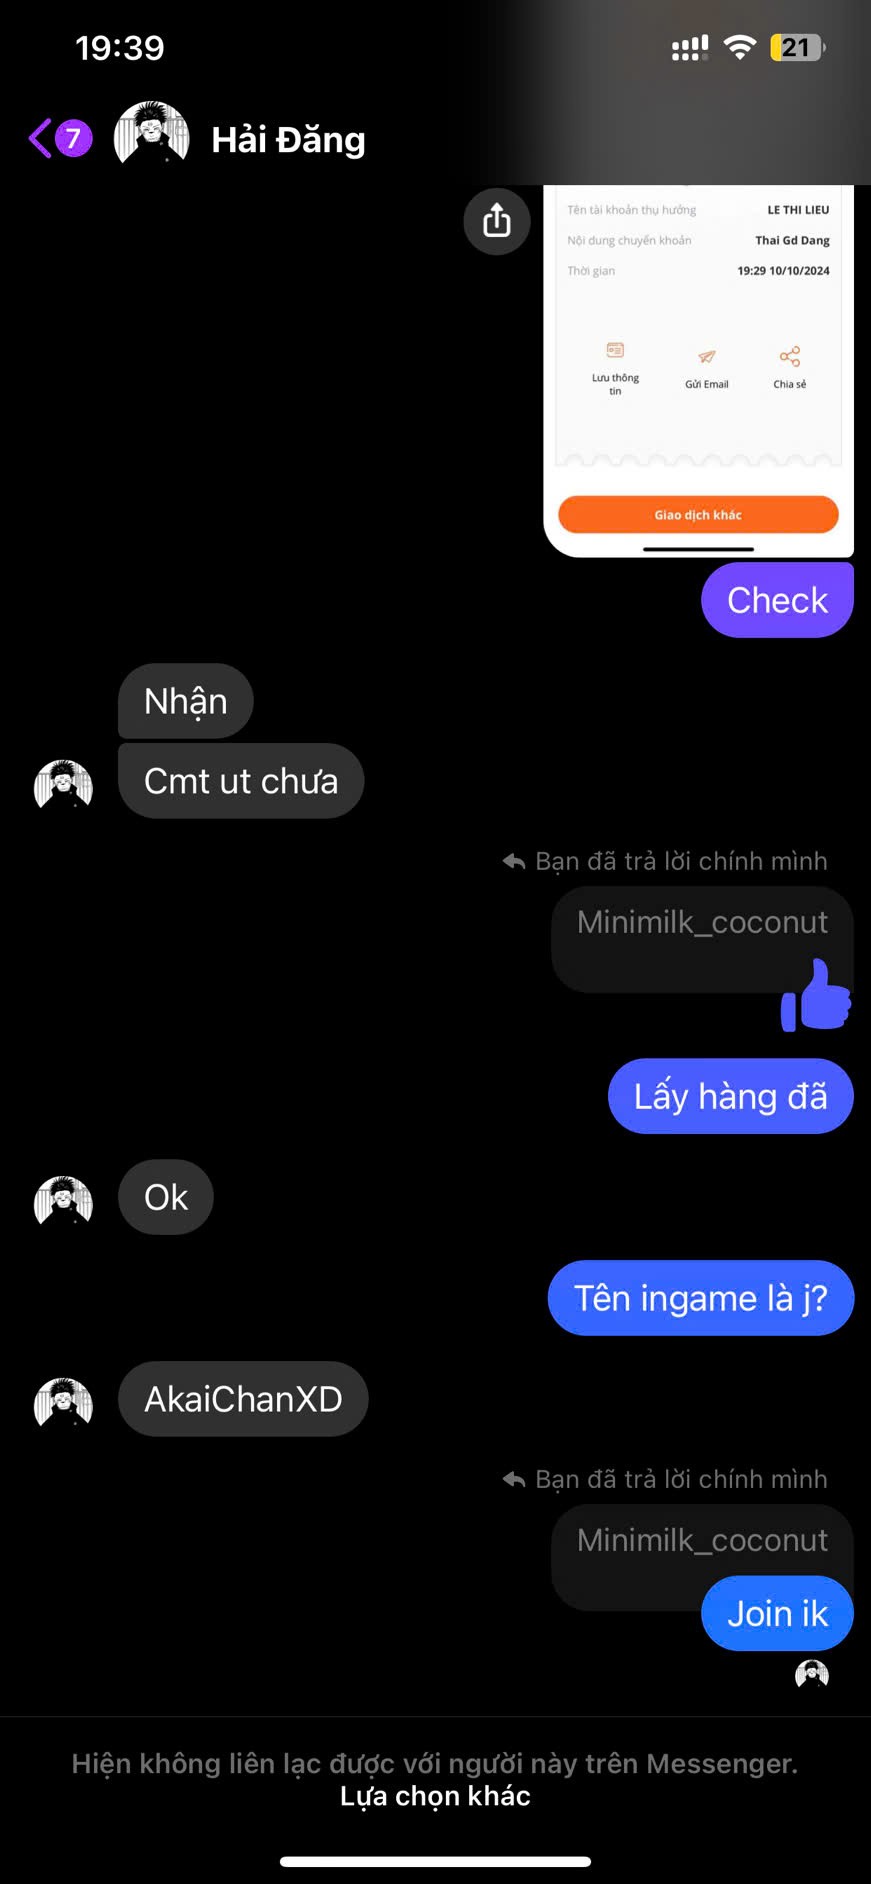 19:39
21
7
Hải Đăng
Tên tài khoản thụ hưởng
LE THI LIEU
Nội dung chuyển khoản
Thai Gd Dang
Thời gian
19:29 10/10/2024
Lưu thông
tin
Gửi Email
Chia sẻ
Giao dịch khác
Check
Nhận
Cmt ut chưa
Bạn đã trả lời chính mình
Minimilk_coconut
Lấy hàng đã
Ok
Tên ingame là j?
AkaiChanXD
Bạn đã trả lời chính mình
Minimilk_coconut
Join ik
Hiện không liên lạc được với người này trên Messenger.
Lựa chọn khác